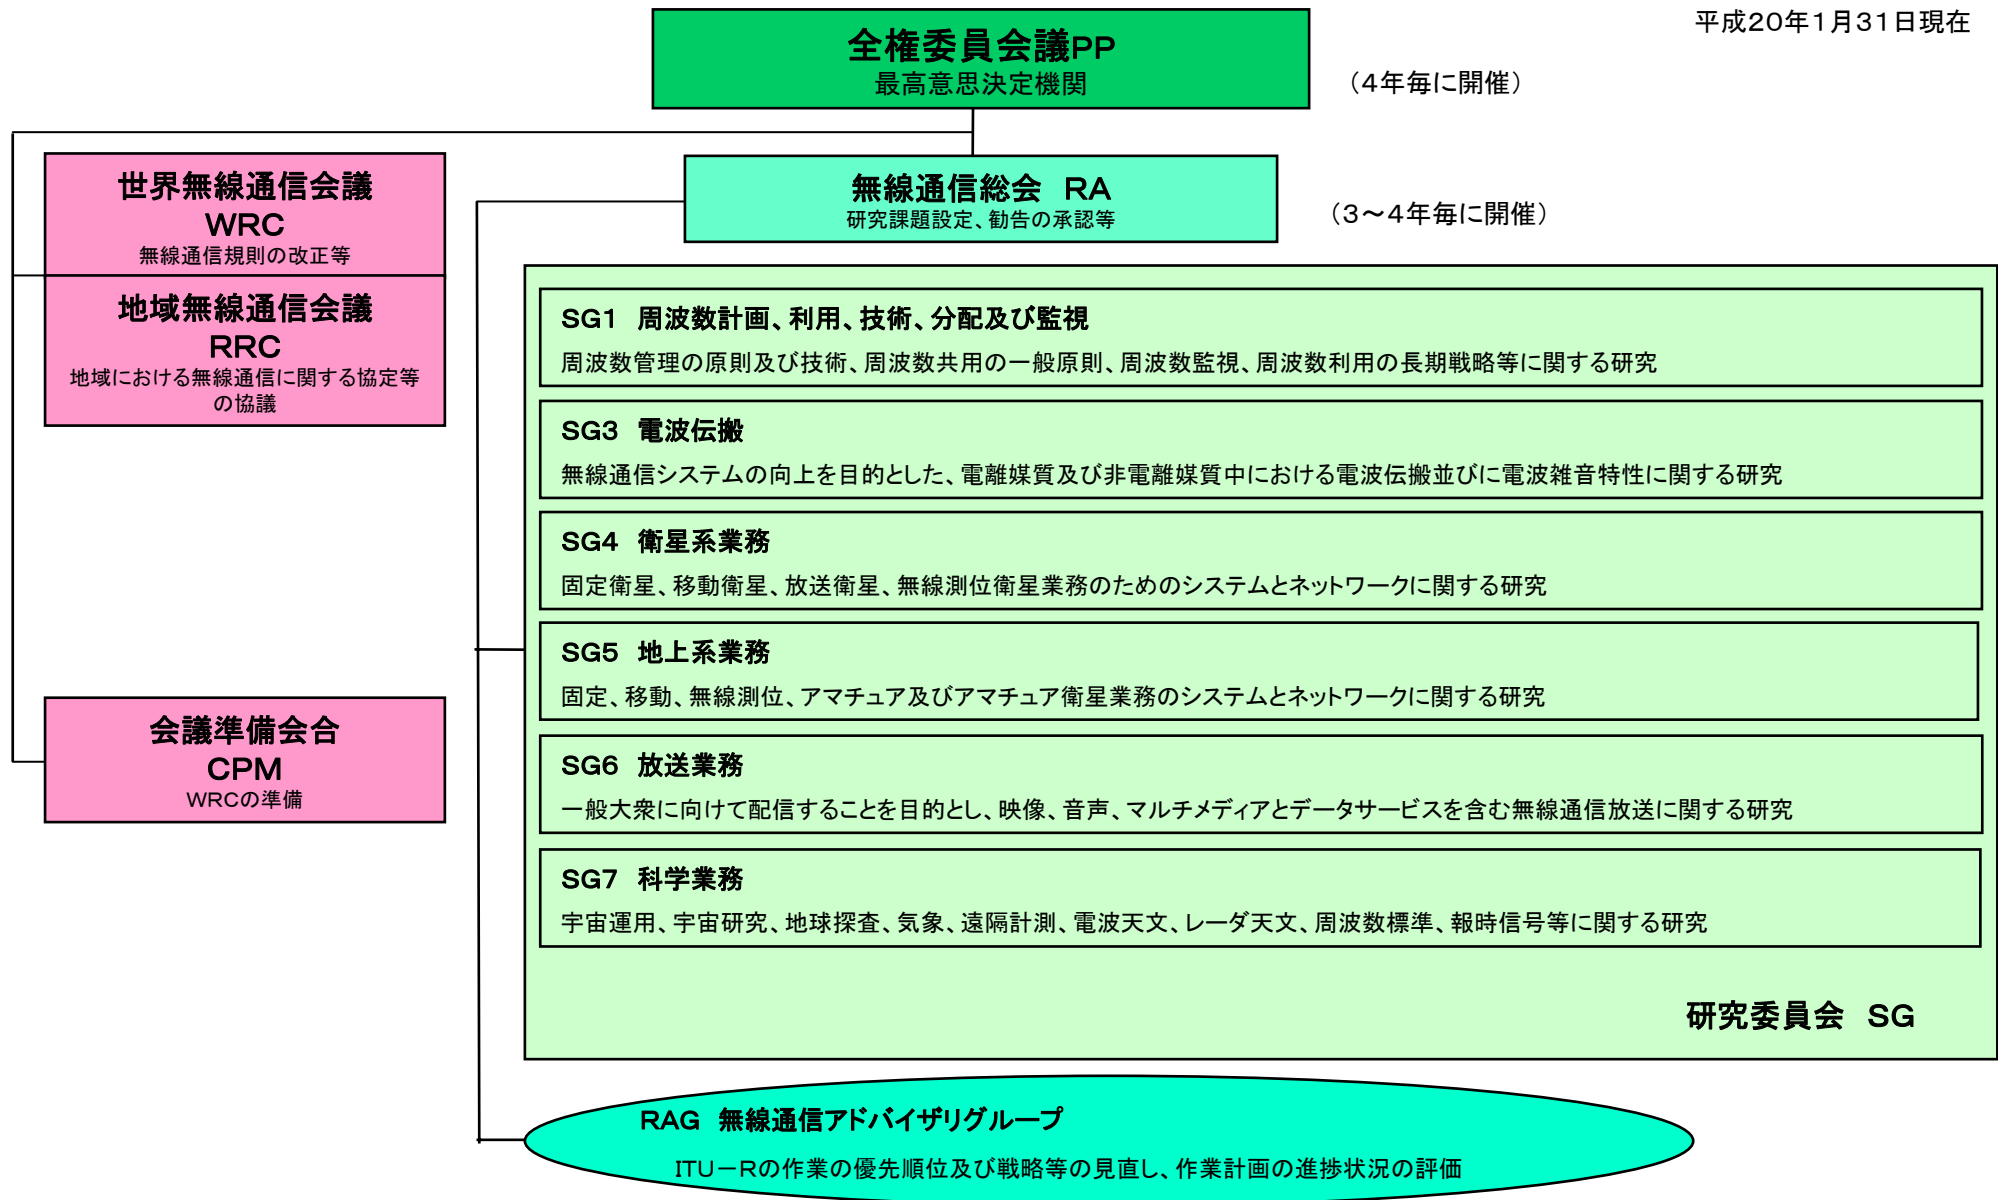 平成20年1月31日現在
全権委員会議PP
最高意思決定機関
（4年毎に開催）
世界無線通信会議
WRC
無線通信規則の改正等
地域無線通信会議
RRC
地域における無線通信に関する協定等
の協議
無線通信総会　RA
研究課題設定、勧告の承認等
（3～4年毎に開催）
SG1　周波数計画、利用、技術、分配及び監視
周波数管理の原則及び技術、周波数共用の一般原則、周波数監視、周波数利用の長期戦略等に関する研究
SG3　電波伝搬
無線通信システムの向上を目的とした、電離媒質及び非電離媒質中における電波伝搬並びに電波雑音特性に関する研究
SG4　衛星系業務
固定衛星、移動衛星、放送衛星、無線測位衛星業務のためのシステムとネットワークに関する研究
SG5　地上系業務
固定、移動、無線測位、アマチュア及びアマチュア衛星業務のシステムとネットワークに関する研究
会議準備会合
CPM
WRCの準備
SG6　放送業務
一般大衆に向けて配信することを目的とし、映像、音声、マルチメディアとデータサービスを含む無線通信放送に関する研究
SG7　科学業務
宇宙運用、宇宙研究、地球探査、気象、遠隔計測、電波天文、レーダ天文、周波数標準、報時信号等に関する研究
研究委員会　SG
RAG　無線通信アドバイザリグループ
ITU－Rの作業の優先順位及び戦略等の見直し、作業計画の進捗状況の評価